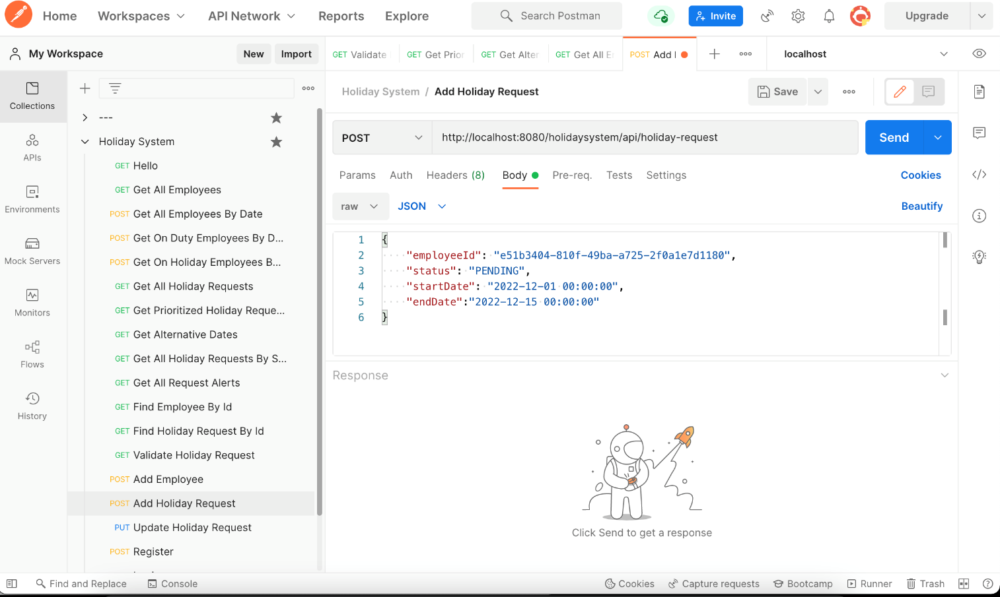 Home Workspaces API Network Reports Explore Search Postman Invite Upgrade
My Workspace New Import
GET Validate GET Get Prior GET Get Alter GET Get All E POST Add localhost
Collections
APIs
Environments
Mock Servers
Monitors
Flows
History
---
Holiday System
GET Hello
GET Get All Employees
POST Get All Employees By Date
POST Get On Duty Employees By D...
POST Get On Holiday Employees B...
GET Get All Holiday Requests
GET Get Prioritized Holiday Reque...
GET Get Alternative Dates
GET Get All Holiday Requests By S...
GET Get All Request Alerts
GET Find Employee By Id
GET Find Holiday Request By Id
GET Validate Holiday Request
POST Add Employee
POST Add Holiday Request
PUT Update Holiday Request
POST Register
Holiday System / Add Holiday Request Save
POST http://localhost:8080/holidaysystem/api/holiday-request Send
Params Auth Headers (8) Body Pre-req. Tests Settings Cookies
raw JSON Beautify
1 {
2 "employeeId": "e51b3404-810f-49ba-a725-2f0a1e7d1180",
3 "status": "PENDING",
4 "startDate": "2022-12-01 00:00:00",
5 "endDate":"2022-12-15 00:00:00"
6 }
Response
Click Send to get a response
Find and Replace Console Cookies Capture requests Bootcamp Runner Trash